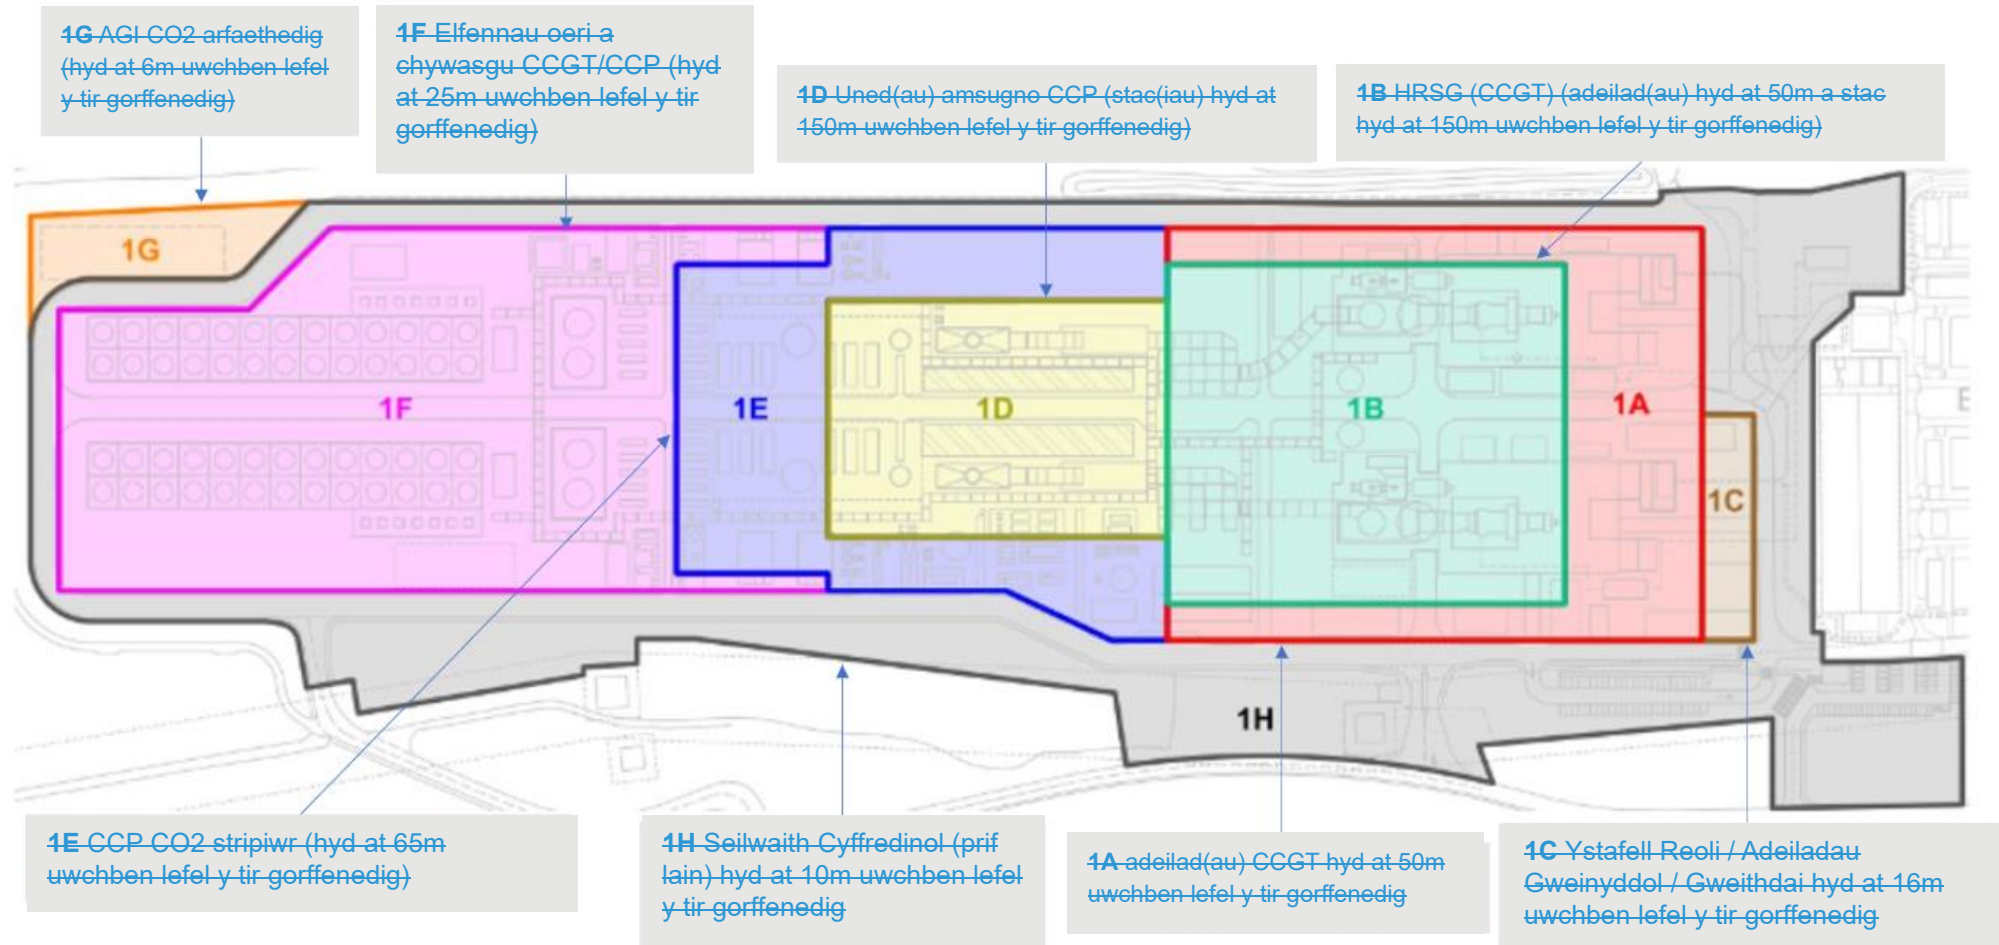 1G AGI CO2 arfaethedig
(hyd at 6m uwchben lefel
y tir gorffenedig)
1F Elfennau oeri a
chywasgu CCGT/CCP (hyd
at 25m uwchben lefel y tir
gorffenedig)
1D Uned(au) amsugno CCP (stac(iau) hyd at
150m uwchben lefel y tir gorffenedig)
1B HRSG (CCGT) (adeilad(au) hyd at 50m a stac
hyd at 150m uwchben lefel y tir gorffenedig)
1G
1F
1E
1D
1B
1A
1C
1H
1E CCP CO2 stripiwr (hyd at 65m
uwchben lefel y tir gorffenedig)
1H Seilwaith Cyffredinol (prif
lain) hyd at 10m uwchben lefel
y tir gorffenedig
1A adeilad(au) CCGT hyd at 50m
uwchben lefel y tir gorffenedig
1C Ystafell Reoli / Adeiladau
Gweinyddol / Gweithdai hyd at 16m
uwchben lefel y tir gorffenedig